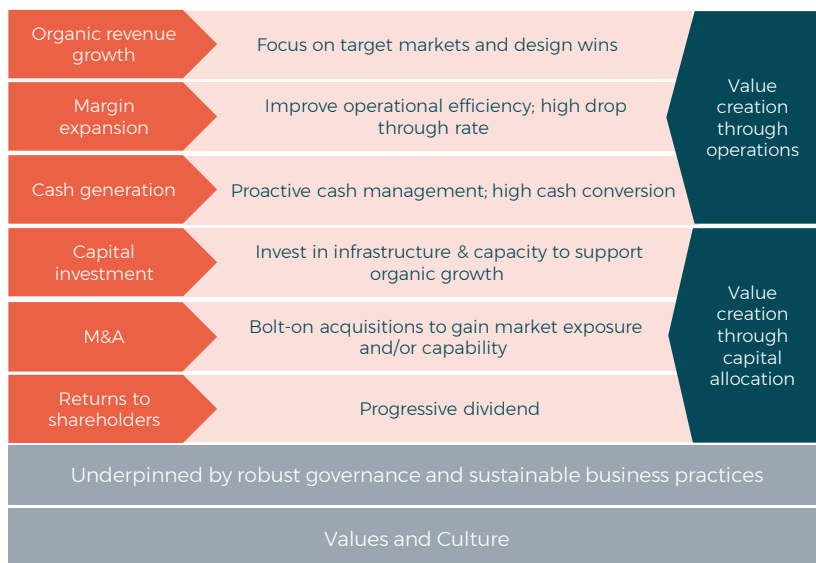 Organic revenue
growth
Focus on target markets and design wins
Margin
expansion
Improve operational efficiency; high drop
through rate
Cash generation
Proactive cash management; high cash conversion
Value
creation
through
operations
Capital
investment
Invest in infrastructure & capacity to support
organic growth
M&A
Bolt-on acquisitions to gain market exposure
and/or capability
Returns to
shareholders
Progressive dividend
Value
creation
through
capital
allocation
Underpinned by robust governance and sustainable business practices
Values and Culture